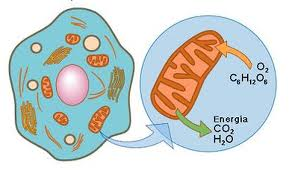 O₂
C₆H₁₂O₆
Energia
CO₂
H₂O